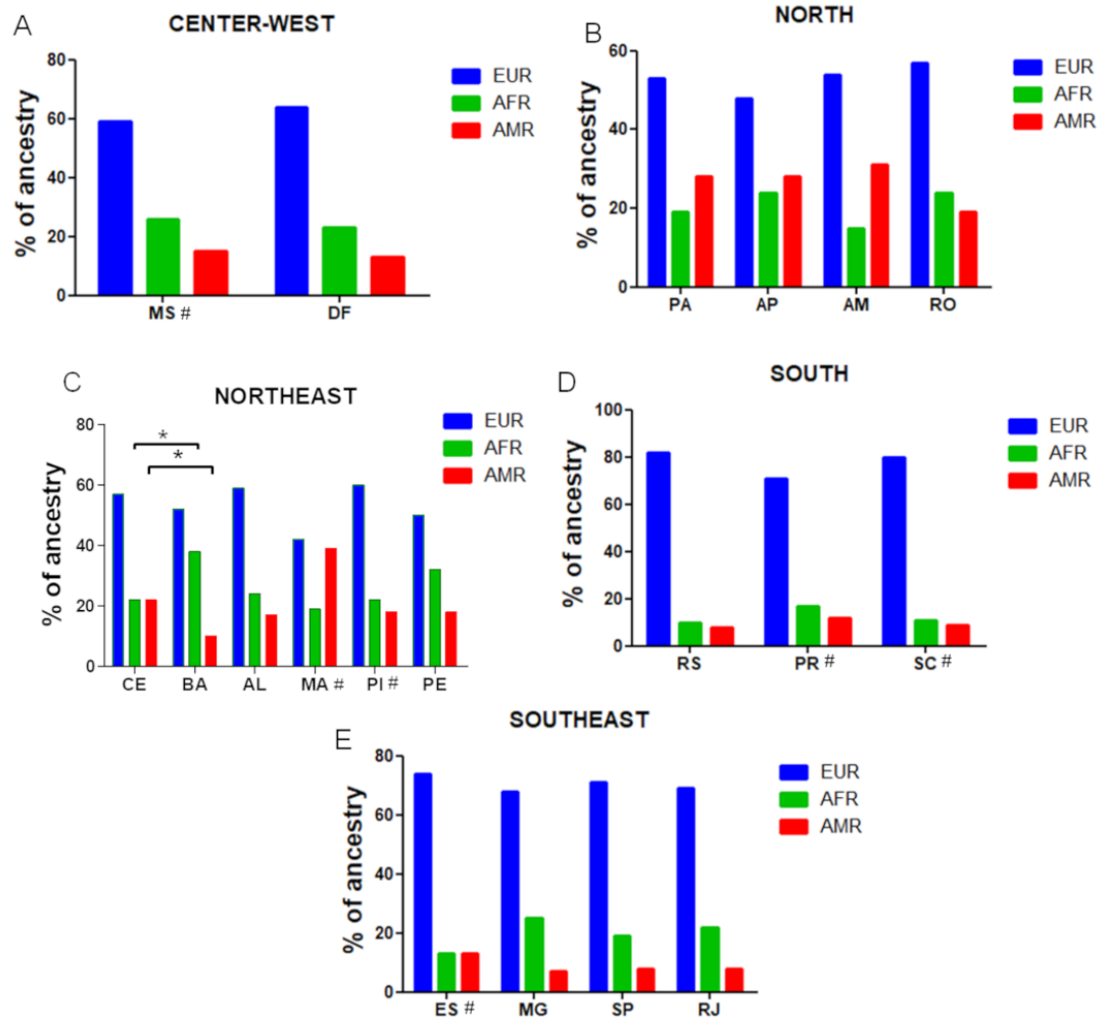 A
CENTER-WEST
% of ancestry
80
60
40
20
0
MS # DF
EUR
AFR
AMR
B
NORTH
% of ancestry
60
40
20
0
PA AP AM RO
EUR
AFR
AMR
C
NORTHEAST
% of ancestry
80
60
40
20
0
*
*
CE BA AL MA # PI # PE
EUR
AFR
AMR
D
SOUTH
% of ancestry
100
80
60
40
20
0
RS PR # SC #
EUR
AFR
AMR
E
SOUTHEAST
% of ancestry
80
60
40
20
0
ES # MG SP RJ
EUR
AFR
AMR